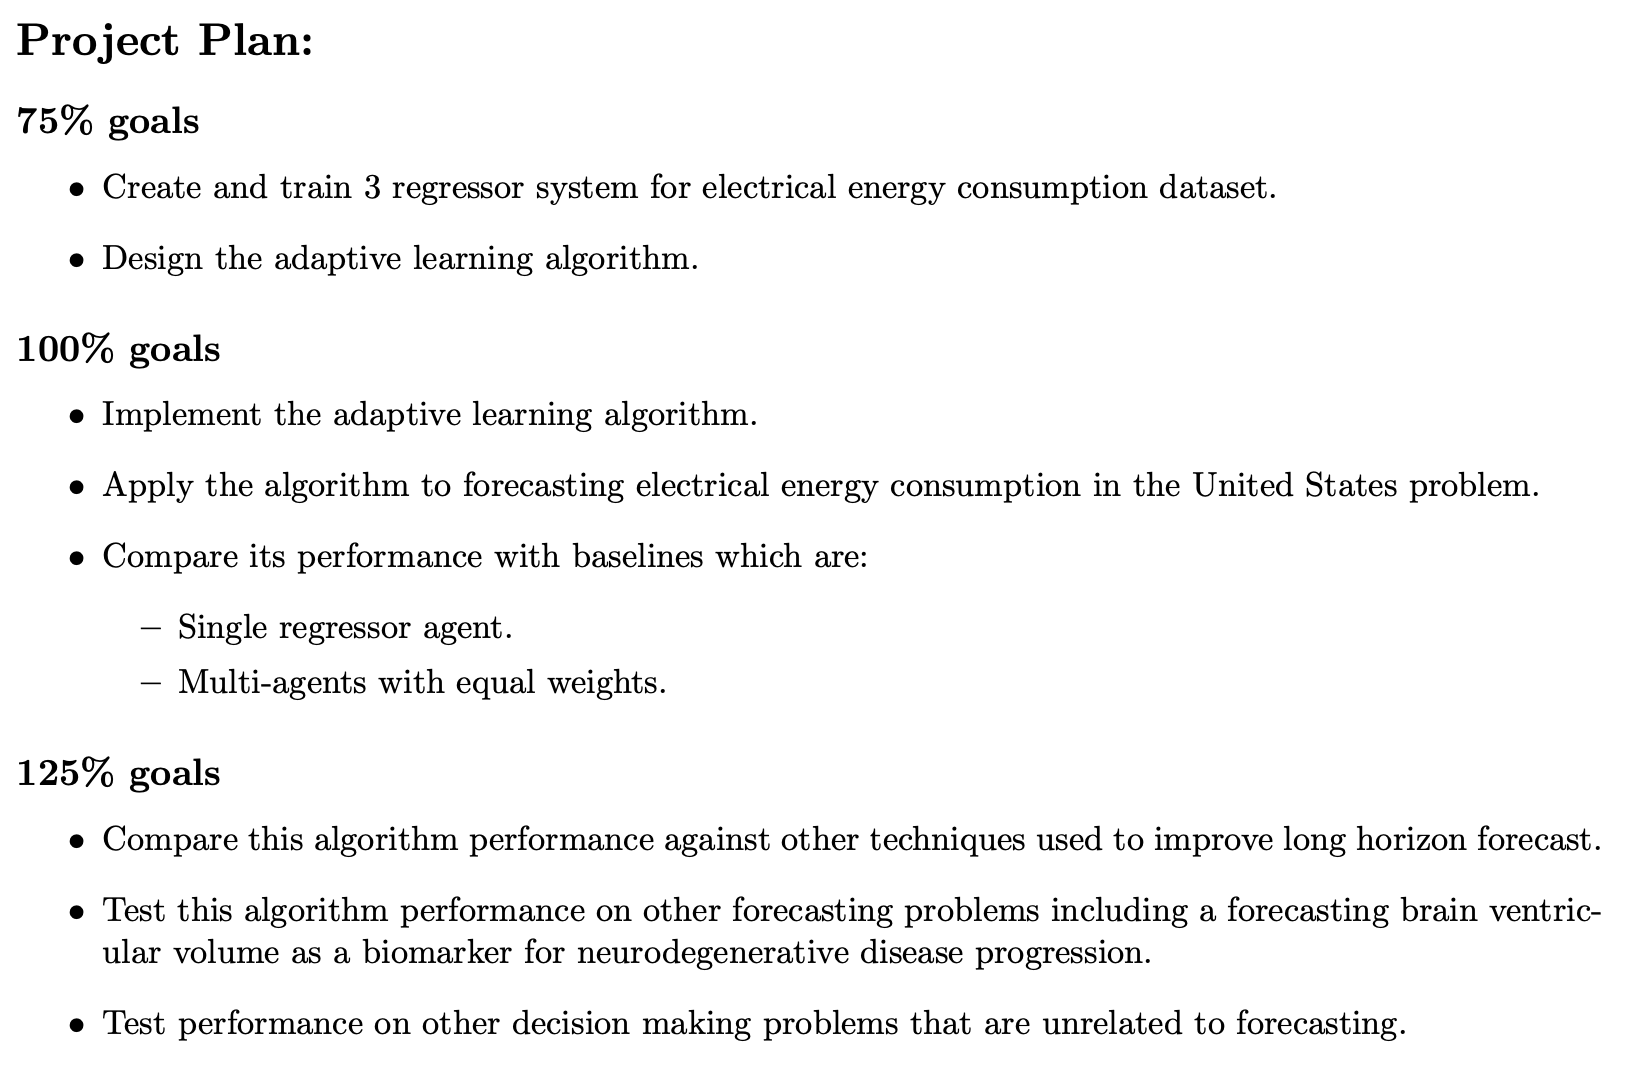 Project Plan:
75% goals
• Create and train 3 regressor system for electrical energy consumption dataset.
• Design the adaptive learning algorithm.
100% goals
• Implement the adaptive learning algorithm.
• Apply the algorithm to forecasting electrical energy consumption in the United States problem.
• Compare its performance with baselines which are:
– Single regressor agent.
– Multi-agents with equal weights.
125% goals
• Compare this algorithm performance against other techniques used to improve long horizon forecast.
• Test this algorithm performance on other forecasting problems including a forecasting brain ventric-
ular volume as a biomarker for neurodegenerative disease progression.
• Test performance on other decision making problems that are unrelated to forecasting.